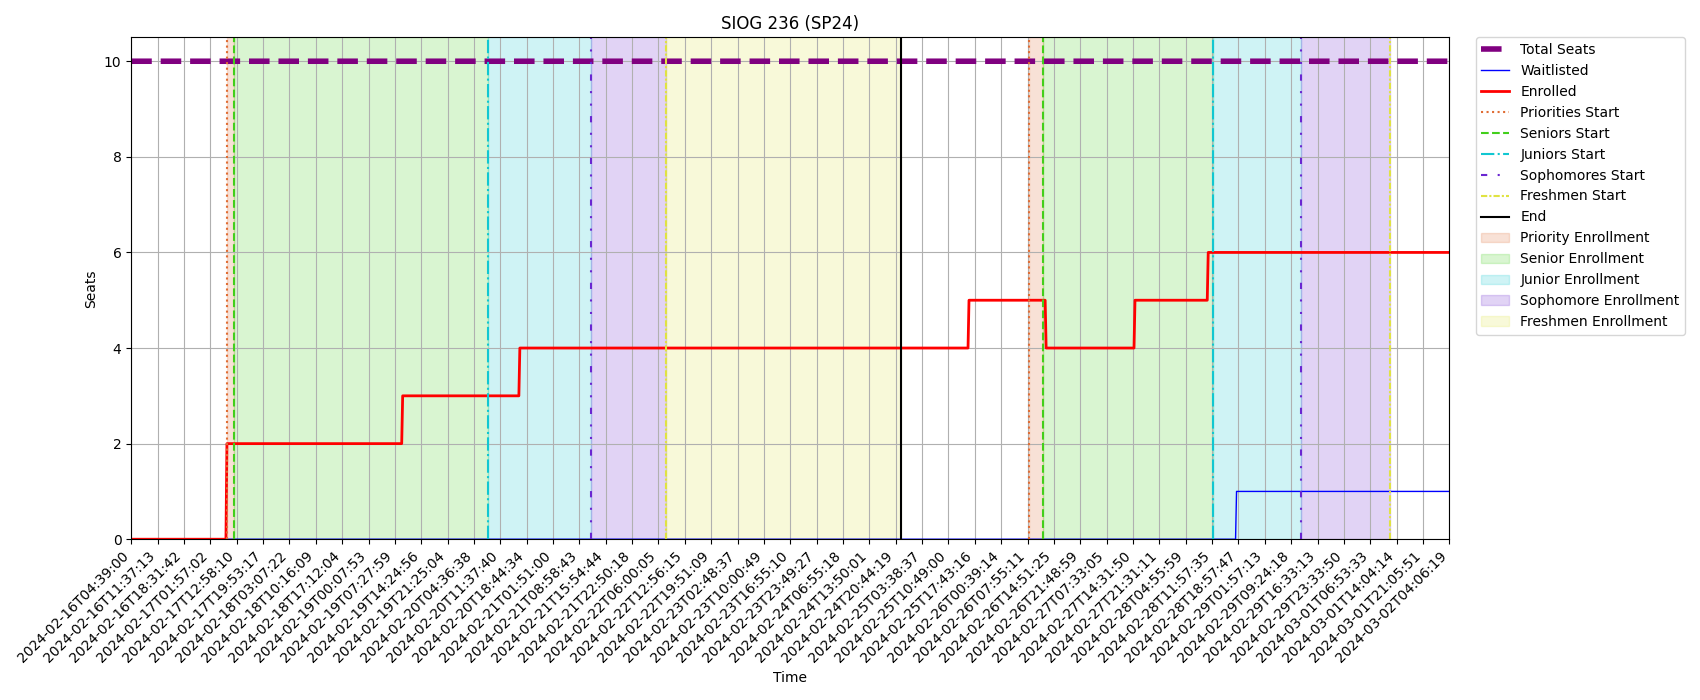 SIOG 236 (SP24)
10
8
6
4
2
0
Seats
2024-02-16T04:39:00
2024-02-16T11:37:13
2024-02-16T18:31:42
2024-02-17T01:57:02
2024-02-17T12:58:10
2024-02-17T19:53:17
2024-02-18T03:07:22
2024-02-18T10:16:09
2024-02-18T17:12:04
2024-02-19T00:07:53
2024-02-19T07:27:59
2024-02-19T14:24:56
2024-02-19T21:25:04
2024-02-20T04:36:38
2024-02-20T11:37:40
2024-02-20T18:44:34
2024-02-21T01:51:00
2024-02-21T08:58:43
2024-02-21T15:54:44
2024-02-21T22:50:18
2024-02-22T06:00:05
2024-02-22T12:56:15
2024-02-22T19:51:09
2024-02-23T02:48:37
2024-02-23T10:00:49
2024-02-23T16:55:10
2024-02-23T23:49:27
2024-02-24T06:55:18
2024-02-24T13:50:01
2024-02-24T20:44:19
2024-02-25T03:38:37
2024-02-25T10:49:00
2024-02-25T17:43:16
2024-02-26T00:39:14
2024-02-26T07:55:11
2024-02-26T14:51:25
2024-02-26T21:48:59
2024-02-27T07:33:05
2024-02-27T14:31:50
2024-02-27T21:31:11
2024-02-28T04:55:59
2024-02-28T11:57:35
2024-02-28T18:57:47
2024-02-29T01:57:13
2024-02-29T09:24:18
2024-02-29T16:33:13
2024-02-29T23:33:50
2024-03-01T06:53:33
2024-03-01T14:04:14
2024-03-01T21:05:51
2024-03-02T04:06:19
Time
Total Seats
Waitlisted
Enrolled
Priorities Start
Seniors Start
Juniors Start
Sophomores Start
Freshmen Start
End
Priority Enrollment
Senior Enrollment
Junior Enrollment
Sophomore Enrollment
Freshmen Enrollment